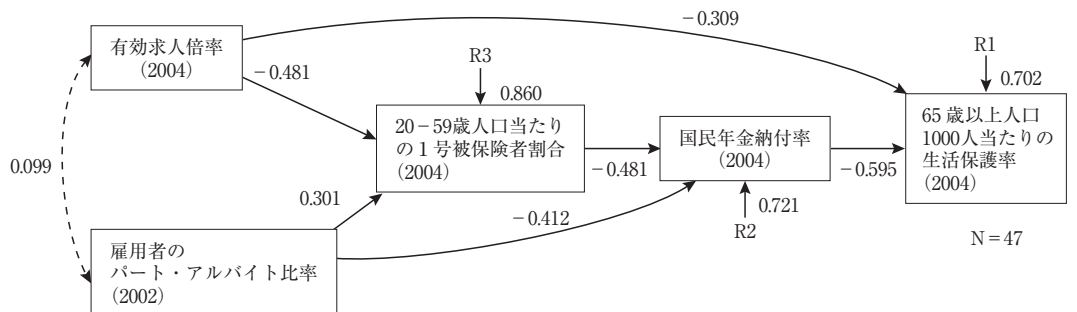 −0.309
有効求人倍率
(2004)
−0.481
R3
0.860
R1
0.702
20−59歳人口当たり
の1号被保険者割合
(2004)
65歳以上人口
1000人当たりの
生活保護率
(2004)
国民年金納付率
(2004)
−0.481
−0.595
0.099
0.301
−0.412
0.721
R2
N=47
雇用者の
パート・アルバイト比率
(2002)